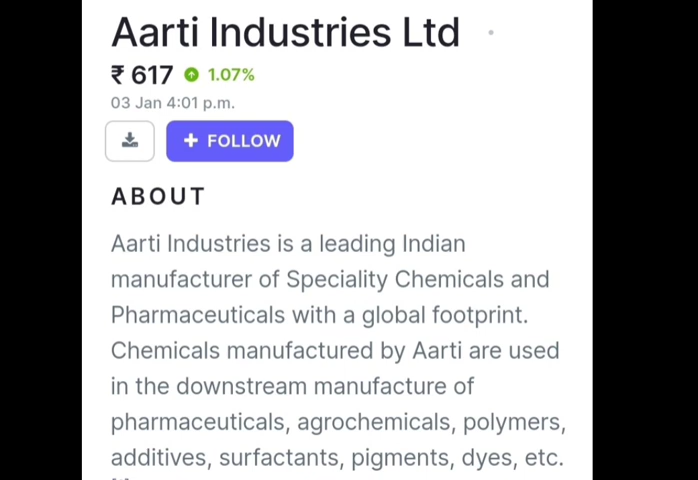 Aarti Industries Ltd
₹ 617 1.07%
03 Jan 4:01 p.m.
+ FOLLOW
ABOUT
Aarti Industries is a leading Indian
manufacturer of Speciality Chemicals and
Pharmaceuticals with a global footprint.
Chemicals manufactured by Aarti are used
in the downstream manufacture of
pharmaceuticals, agrochemicals, polymers,
additives, surfactants, pigments, dyes, etc.